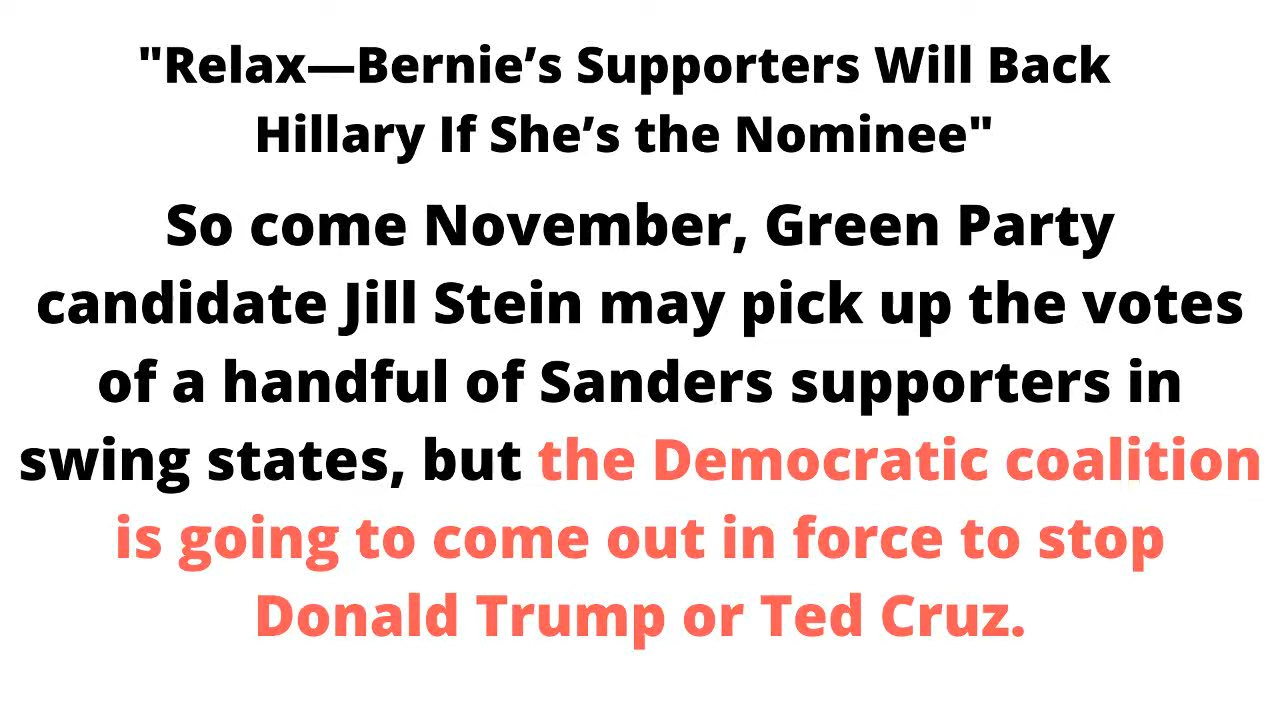 "Relax—Bernie’s Supporters Will Back
Hillary If She’s the Nominee"
So come November, Green Party
candidate Jill Stein may pick up the votes
of a handful of Sanders supporters in
swing states, but the Democratic coalition
is going to come out in force to stop
Donald Trump or Ted Cruz.